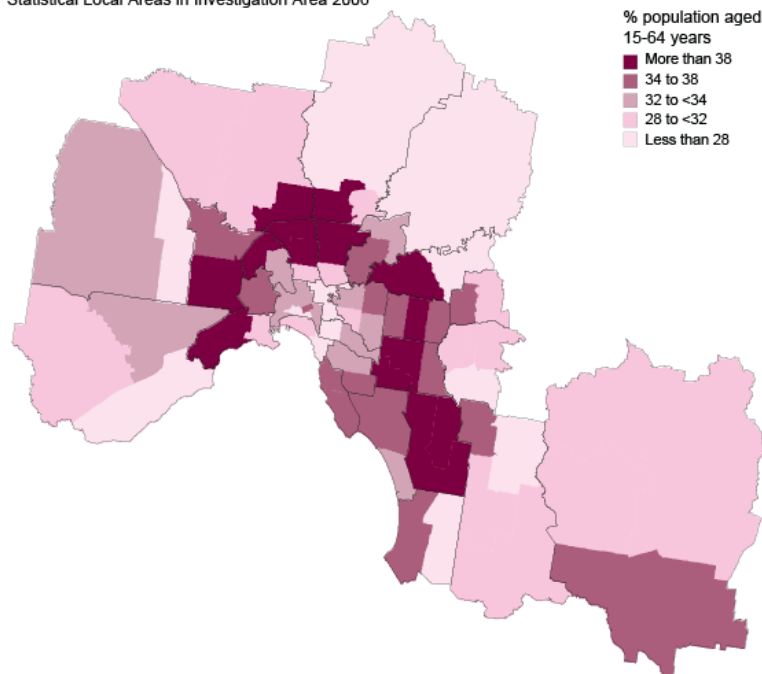 Statistical Local Areas in Investigation Area 2006
% population aged
15-64 years
More than 38
34 to 38
32 to <34
28 to <32
Less than 28